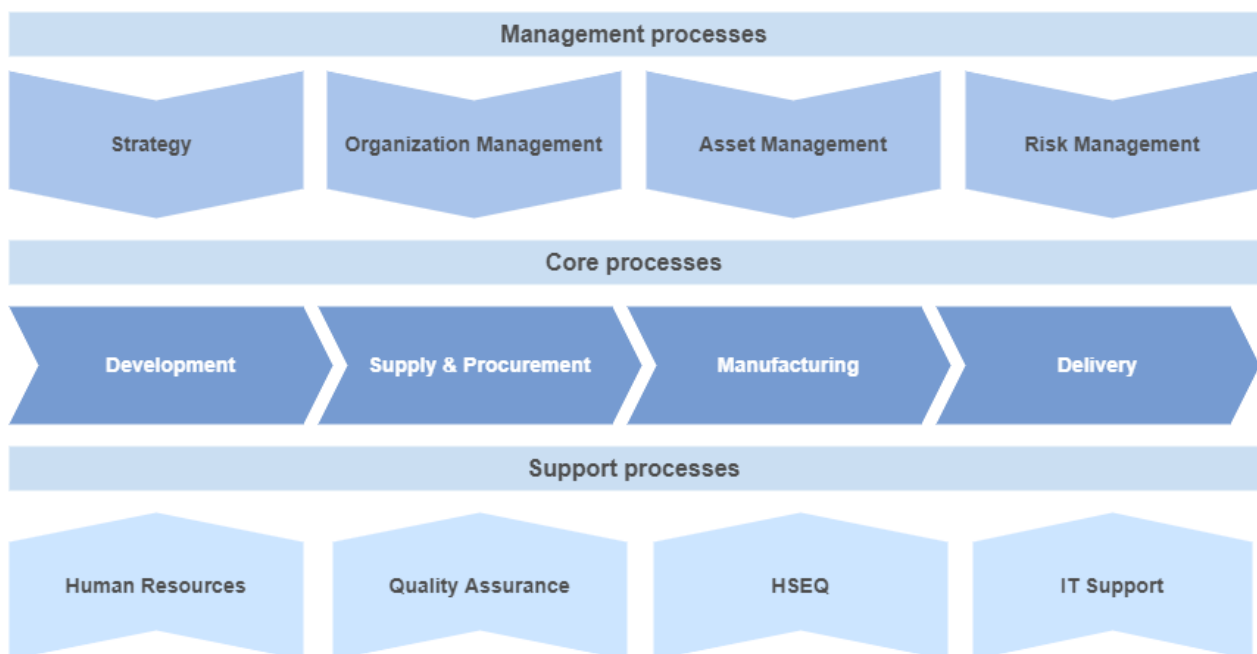 Management processes
Strategy
Organization Management
Asset Management
Risk Management
Core processes
Development
Supply & Procurement
Manufacturing
Delivery
Support processes
Human Resources
Quality Assurance
HSEQ
IT Support